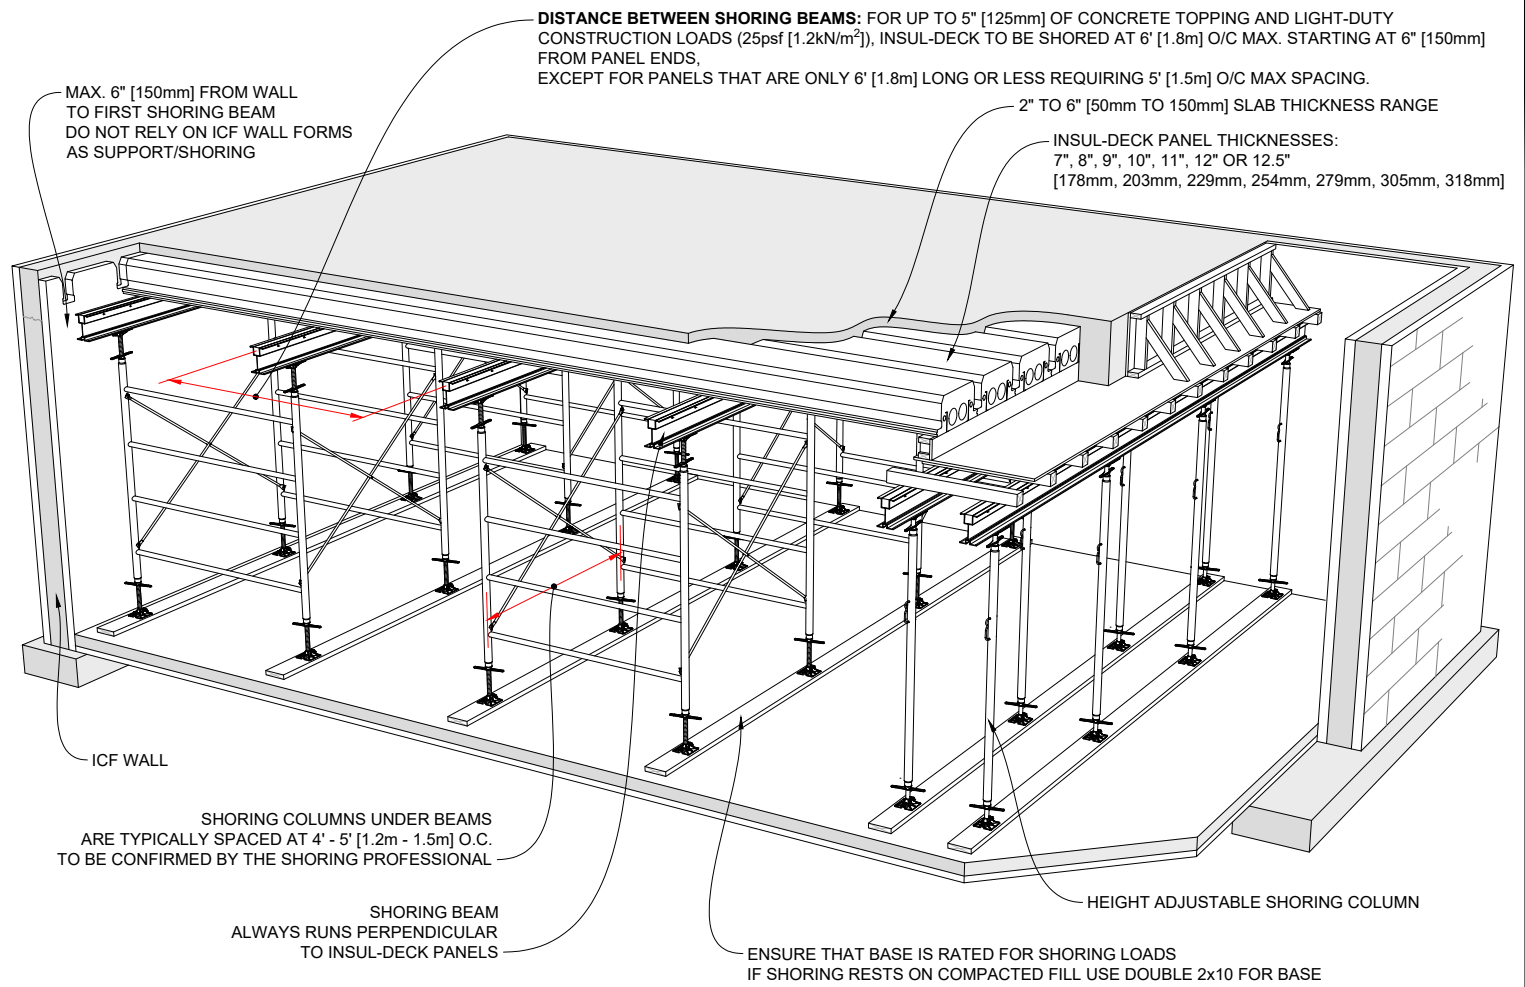 DISTANCE BETWEEN SHORING BEAMS: FOR UP TO 5" [125mm] OF CONCRETE TOPPING AND LIGHT-DUTY
CONSTRUCTION LOADS (25psf [1.2kN/m²]), INSUL-DECK TO BE SHORED AT 6' [1.8m] O/C MAX. STARTING AT 6" [150mm]
FROM PANEL ENDS,
EXCEPT FOR PANELS THAT ARE ONLY 6' [1.8m] LONG OR LESS REQUIRING 5' [1.5m] O/C MAX SPACING.
MAX. 6" [150mm] FROM WALL
TO FIRST SHORING BEAM
DO NOT RELY ON ICF WALL FORMS
AS SUPPORT/SHORING
2" TO 6" [50mm TO 150mm] SLAB THICKNESS RANGE
INSUL-DECK PANEL THICKNESSES:
7", 8", 9", 10", 11", 12" OR 12.5"
[178mm, 203mm, 229mm, 254mm, 279mm, 305mm, 318mm]
ICF WALL
SHORING COLUMNS UNDER BEAMS
ARE TYPICALLY SPACED AT 4' - 5' [1.2m - 1.5m] O.C.
TO BE CONFIRMED BY THE SHORING PROFESSIONAL
SHORING BEAM
ALWAYS RUNS PERPENDICULAR
TO INSUL-DECK PANELS
HEIGHT ADJUSTABLE SHORING COLUMN
ENSURE THAT BASE IS RATED FOR SHORING LOADS
IF SHORING RESTS ON COMPACTED FILL USE DOUBLE 2x10 FOR BASE